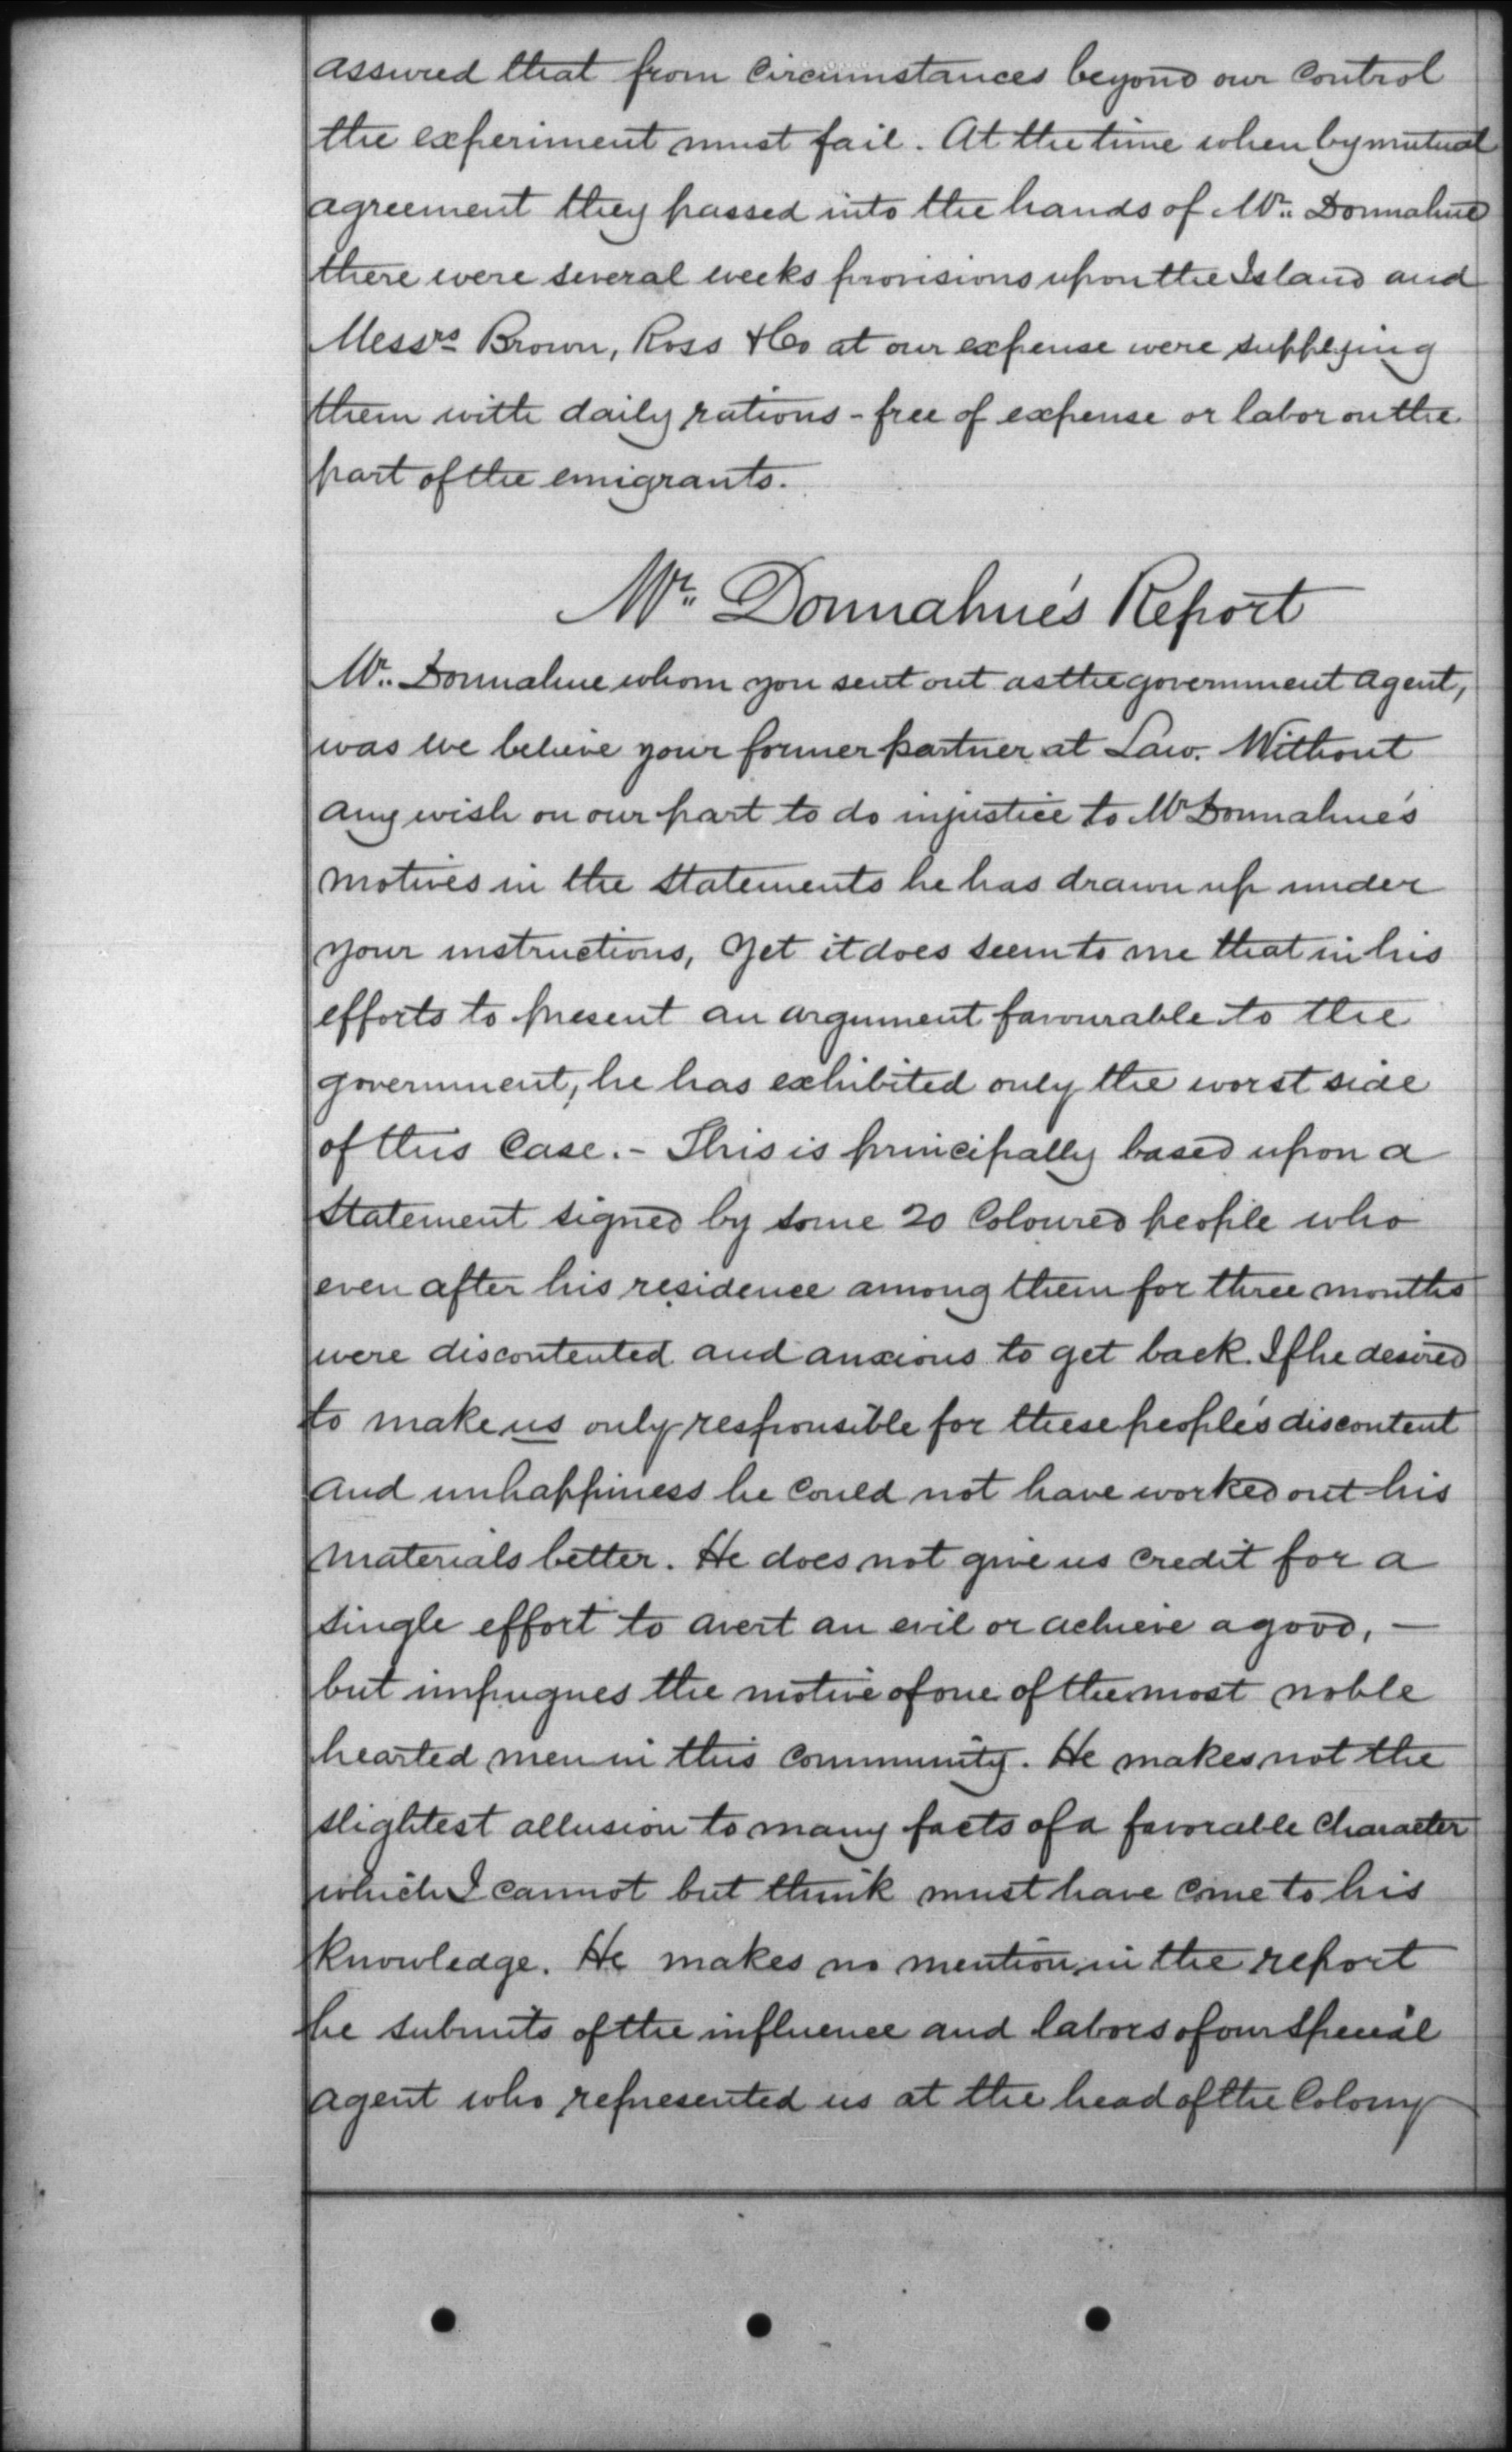 assured that from Circumstances beyond our Control
the experiment must fail. At the time when by mutual
agreement they passed into the hands of Mr. Donnahue
there were several weeks provisions upon the Island and
Messrs Brown, Ross & Co at our expense were supplying
them with daily rations - free of expense or labor on the
part of the emigrants.
Mr. Donnahue's Report
Mr. Donnahue whom you sent out as the government agent,
was we believe your former partner at Law. Without
any wish on our part to do injustice to Mr Donnahue's
motives in the statements he has drawn up under
your instructions, yet it does seem to me that in his
efforts to present an argument favourable to the
government, he has exhibited only the worst side
of this Case. - This is principally based upon a
statement signed by some 20 Coloured people who
even after his residence among them for three months
were discontented and anxious to get back. If he desired
to make us only responsible for these people's discontent
and unhappiness he Could not have worked out his
materials better. He does not give us credit for a
single effort to avert an evil or achieve a good, —
but impugnes the motive of one of the most noble
hearted men in this Community. He makes not the
slightest allusion to many facts of a favorable Character
which I cannot but think must have come to his
knowledge. He makes no mention in the report
he submits of the influence and labors of our Special
agent who represented us at the head of the Colony